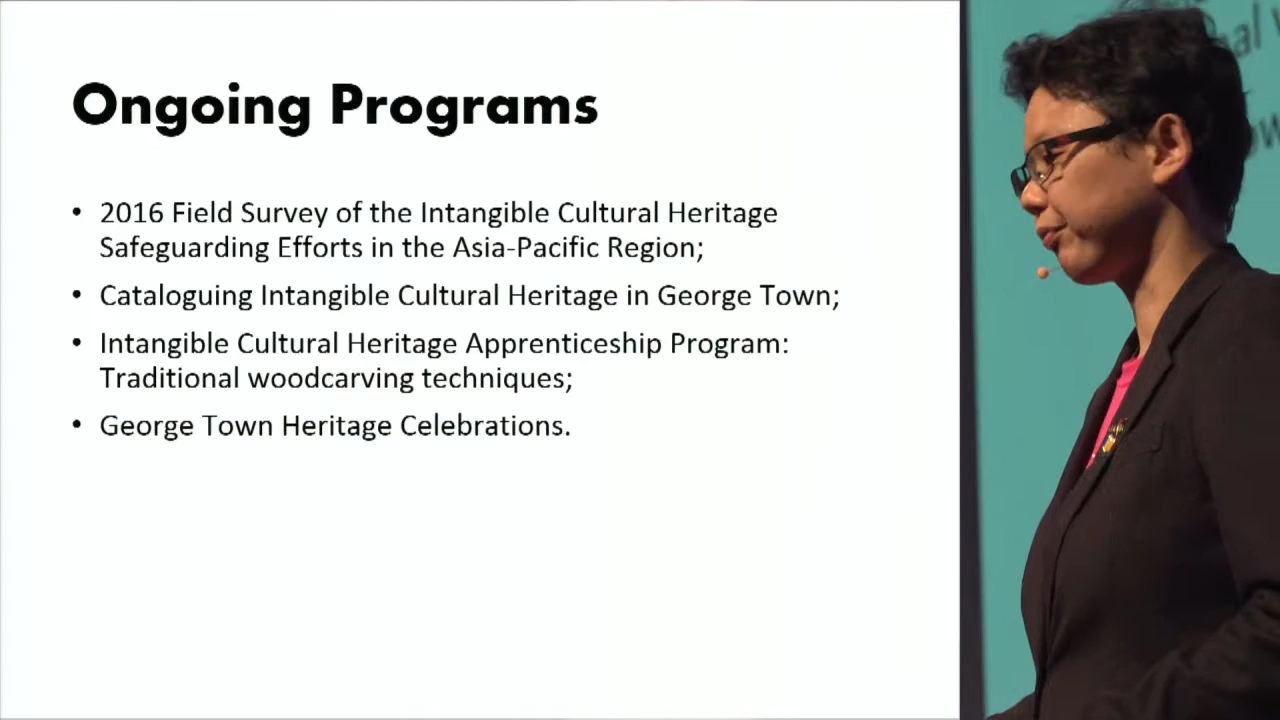 Ongoing Programs
• 2016 Field Survey of the Intangible Cultural Heritage
Safeguarding Efforts in the Asia-Pacific Region;
• Cataloguing Intangible Cultural Heritage in George Town;
• Intangible Cultural Heritage Apprenticeship Program:
Traditional woodcarving techniques;
• George Town Heritage Celebrations.